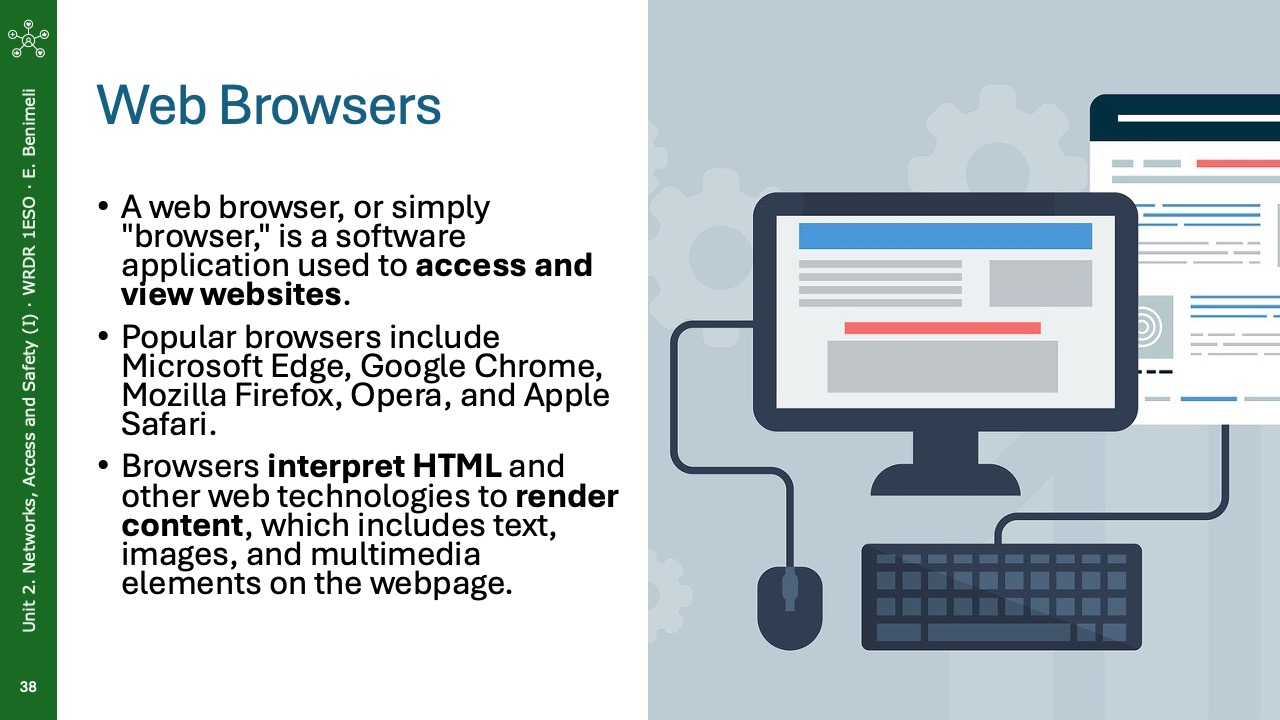 Unit 2. Networks, Access and Safety (I) · WRDR 1ESO · E. Benimeli
38
Web Browsers
• A web browser, or simply
"browser," is a software
application used to access and
view websites.
• Popular browsers include
Microsoft Edge, Google Chrome,
Mozilla Firefox, Opera, and Apple
Safari.
• Browsers interpret HTML and
other web technologies to render
content, which includes text,
images, and multimedia
elements on the webpage.